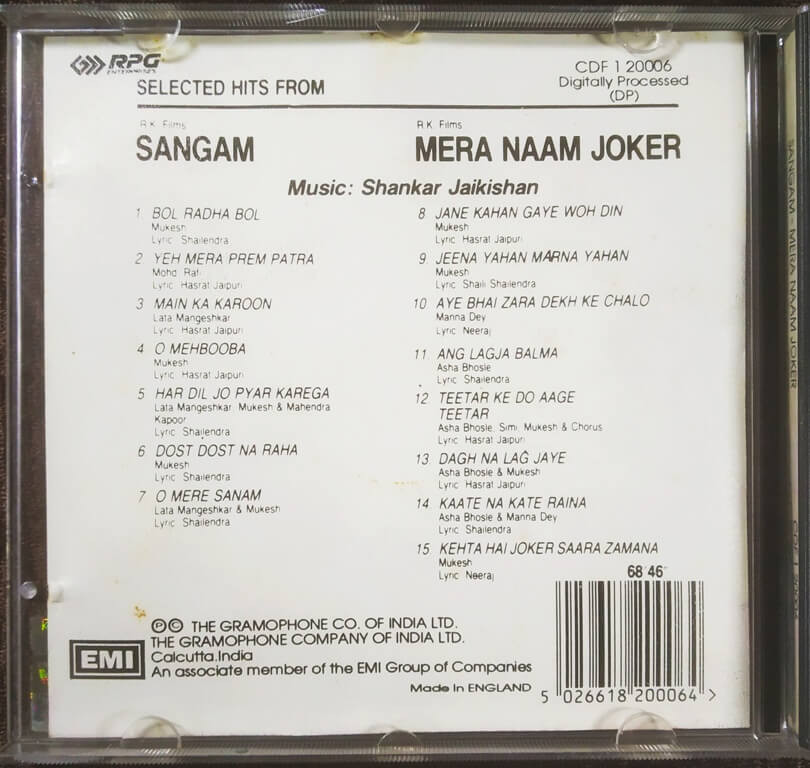 RPG
ENTERPRISES
SELECTED HITS FROM
CDF 1 20006
Digitally Processed
(DP)
R.K. Films
SANGAM
R.K. Films
MERA NAAM JOKER
Music: Shankar Jaikishan
1 BOL RADHA BOL
Mukesh
Lyric Shailendra
2 YEH MERA PREM PATRA
Mohd. Rafi
Lyric Hasrat Jaipuri
3 MAIN KA KAROON
Lata Mangeshkar
Lyric Hasrat Jaipuri
4 O MEHBOOBA
Mukesh
Lyric Hasrat Jaipuri
5 HAR DIL JO PYAR KAREGA
Lata Mangeshkar, Mukesh & Mahendra
Kapoor
Lyric Shailendra
6 DOST DOST NA RAHA
Mukesh
Lyric Shailendra
7 O MERE SANAM
Lata Mangeshkar & Mukesh
Lyric Shailendra
8 JANE KAHAN GAYE WOH DIN
Mukesh
Lyric Hasrat Jaipuri
9 JEENA YAHAN MARNA YAHAN
Mukesh
Lyric Shaili Shailendra
10 AYE BHAI ZARA DEKH KE CHALO
Manna Dey
Lyric Neeraj
11 ANG LAGJA BALMA
Asha Bhosle
Lyric Shailendra
12 TEETAR KE DO AAGE
TEETAR
Asha Bhosle, Simi, Mukesh & Chorus
Lyric Hasrat Jaipuri
13 DAGH NA LAG JAYE
Asha Bhosle & Mukesh
Lyric Hasrat Jaipuri
14 KAATE NA KATE RAINA
Asha Bhosle & Manna Dey
Lyric Shailendra
15 KEHTA HAI JOKER SAARA ZAMANA
Mukesh
Lyric Neeraj
68'46"
EMI
℗© THE GRAMOPHONE CO. OF INDIA LTD.
THE GRAMOPHONE COMPANY OF INDIA LTD.
Calcutta.India
An associate member of the EMI Group of Companies
Made in ENGLAND
5 026618 200064 >
SANGAM - MERA NAAM JOKER